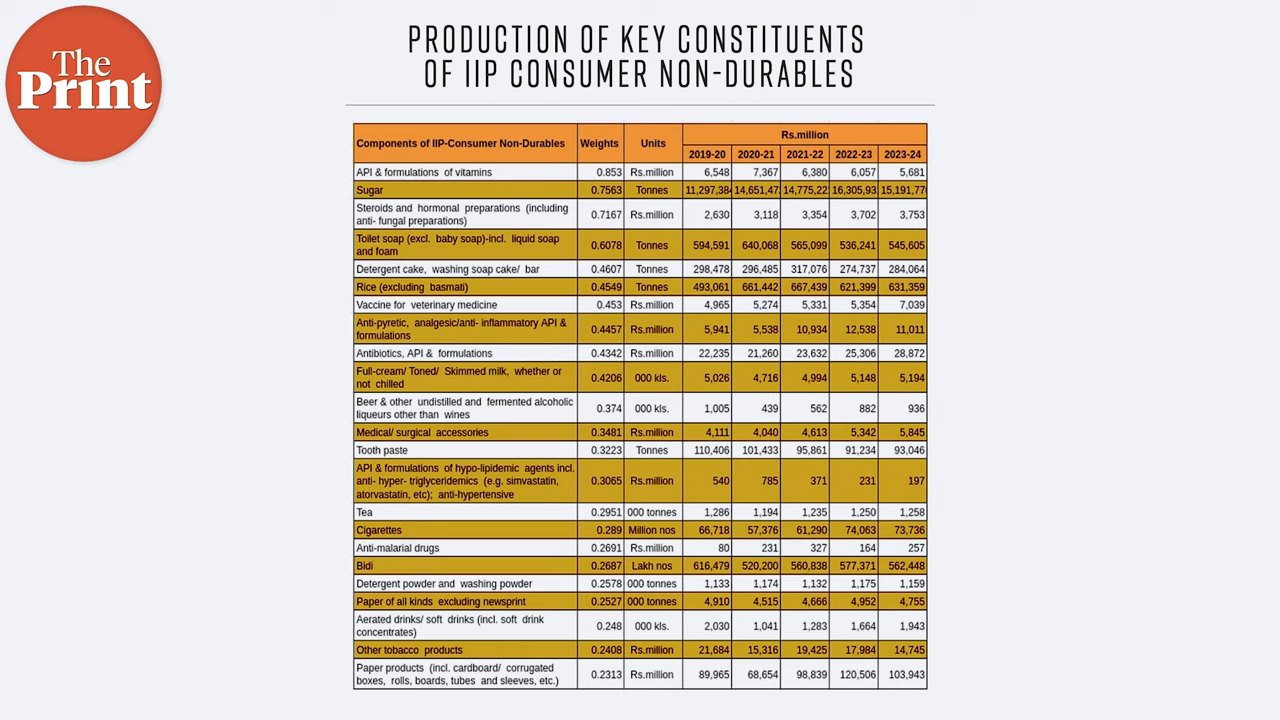 The
Print
PRODUCTION OF KEY CONSTITUENTS
OF IIP CONSUMER NON-DURABLES
Components of IIP-Consumer Non-Durables Weights Units Rs.million
2019-20 2020-21 2021-22 2022-23 2023-24
API & formulations of vitamins 0.853 Rs.million 6,548 7,367 6,380 6,057 5,681
Sugar 0.7563 Tonnes 11,297,384 14,651,47 14,775,22 16,305,93 15,191,77
Steroids and hormonal preparations (including
anti- fungal preparations) 0.7167 Rs.million 2,630 3,118 3,354 3,702 3,753
Toilet soap (excl. baby soap)-incl. liquid soap
and foam 0.6078 Tonnes 594,591 640,068 565,099 536,241 545,605
Detergent cake, washing soap cake/ bar 0.4607 Tonnes 298,478 296,485 317,076 274,737 284,064
Rice (excluding basmati) 0.4549 Tonnes 493,061 661,442 667,439 621,399 631,359
Vaccine for veterinary medicine 0.453 Rs.million 4,965 5,274 5,331 5,354 7,039
Anti-pyretic, analgesic/anti- inflammatory API &
formulations 0.4457 Rs.million 5,941 5,538 10,934 12,538 11,011
Antibiotics, API & formulations 0.4342 Rs.million 22,235 21,260 23,632 25,306 28,872
Full-cream/ Toned/ Skimmed milk, whether or
not chilled 0.4206 000 kls. 5,026 4,716 4,994 5,148 5,194
Beer & other undistilled and fermented alcoholic
liqueurs other than wines 0.374 000 kls. 1,005 439 562 882 936
Medical/ surgical accessories 0.3481 Rs.million 4,111 4,040 4,613 5,342 5,845
Tooth paste 0.3223 Tonnes 110,406 101,433 95,861 91,234 93,046
API & formulations of hypo-lipidemic agents incl.
anti- hyper- triglyceridemics (e.g. simvastatin,
atorvastatin, etc); anti-hypertensive 0.3065 Rs.million 540 785 371 231 197
Tea 0.2951 000 tonnes 1,286 1,194 1,235 1,250 1,258
Cigarettes 0.289 Million nos 66,718 57,376 61,290 74,063 73,736
Anti-malarial drugs 0.2691 Rs.million 80 231 327 164 257
Bidi 0.2687 Lakh nos 616,479 520,200 560,838 577,371 562,448
Detergent powder and washing powder 0.2578 000 tonnes 1,133 1,174 1,132 1,175 1,159
Paper of all kinds excluding newsprint 0.2527 000 tonnes 4,910 4,515 4,666 4,952 4,755
Aerated drinks/ soft drinks (incl. soft drink
concentrates) 0.248 000 kls. 2,030 1,041 1,283 1,664 1,943
Other tobacco products 0.2408 Rs.million 21,684 15,316 19,425 17,984 14,745
Paper products (incl. cardboard/ corrugated
boxes, rolls, boards, tubes and sleeves, etc.) 0.2313 Rs.million 89,965 68,654 98,839 120,506 103,943